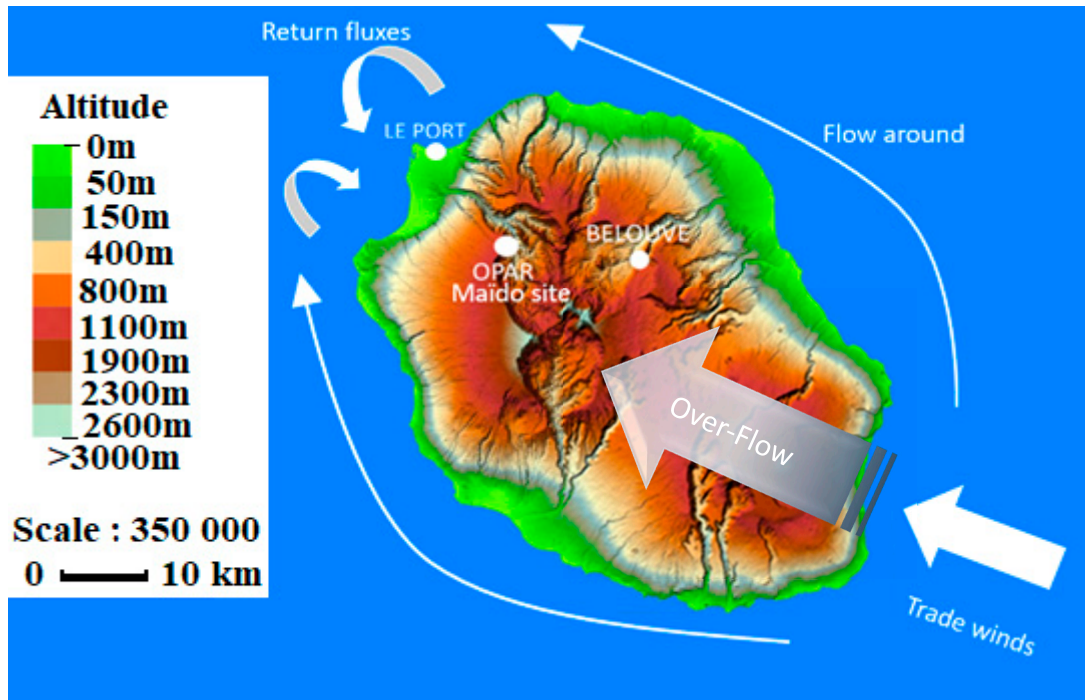 Return fluxes
Altitude
0m
50m
150m
400m
800m
1100m
1900m
2300m
2600m
>3000m
Scale : 350 000
0 10 km
LE PORT
Flow around
BELOUVE
OPAR
Maïdo site
Over-Flow
Trade winds